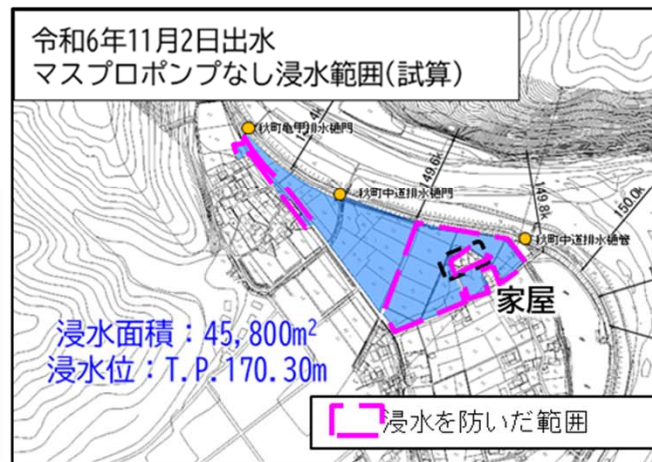 令和6年11月2日出水
マスプロポンプなし浸水範囲(試算)
秋町亀甲排水樋門
149.6k
149.8k
150.0k
秋町中道排水樋門
秋町中道排水樋管
家屋
浸水面積：45,800m²
浸水位：T.P.170.30m
浸水を防いだ範囲